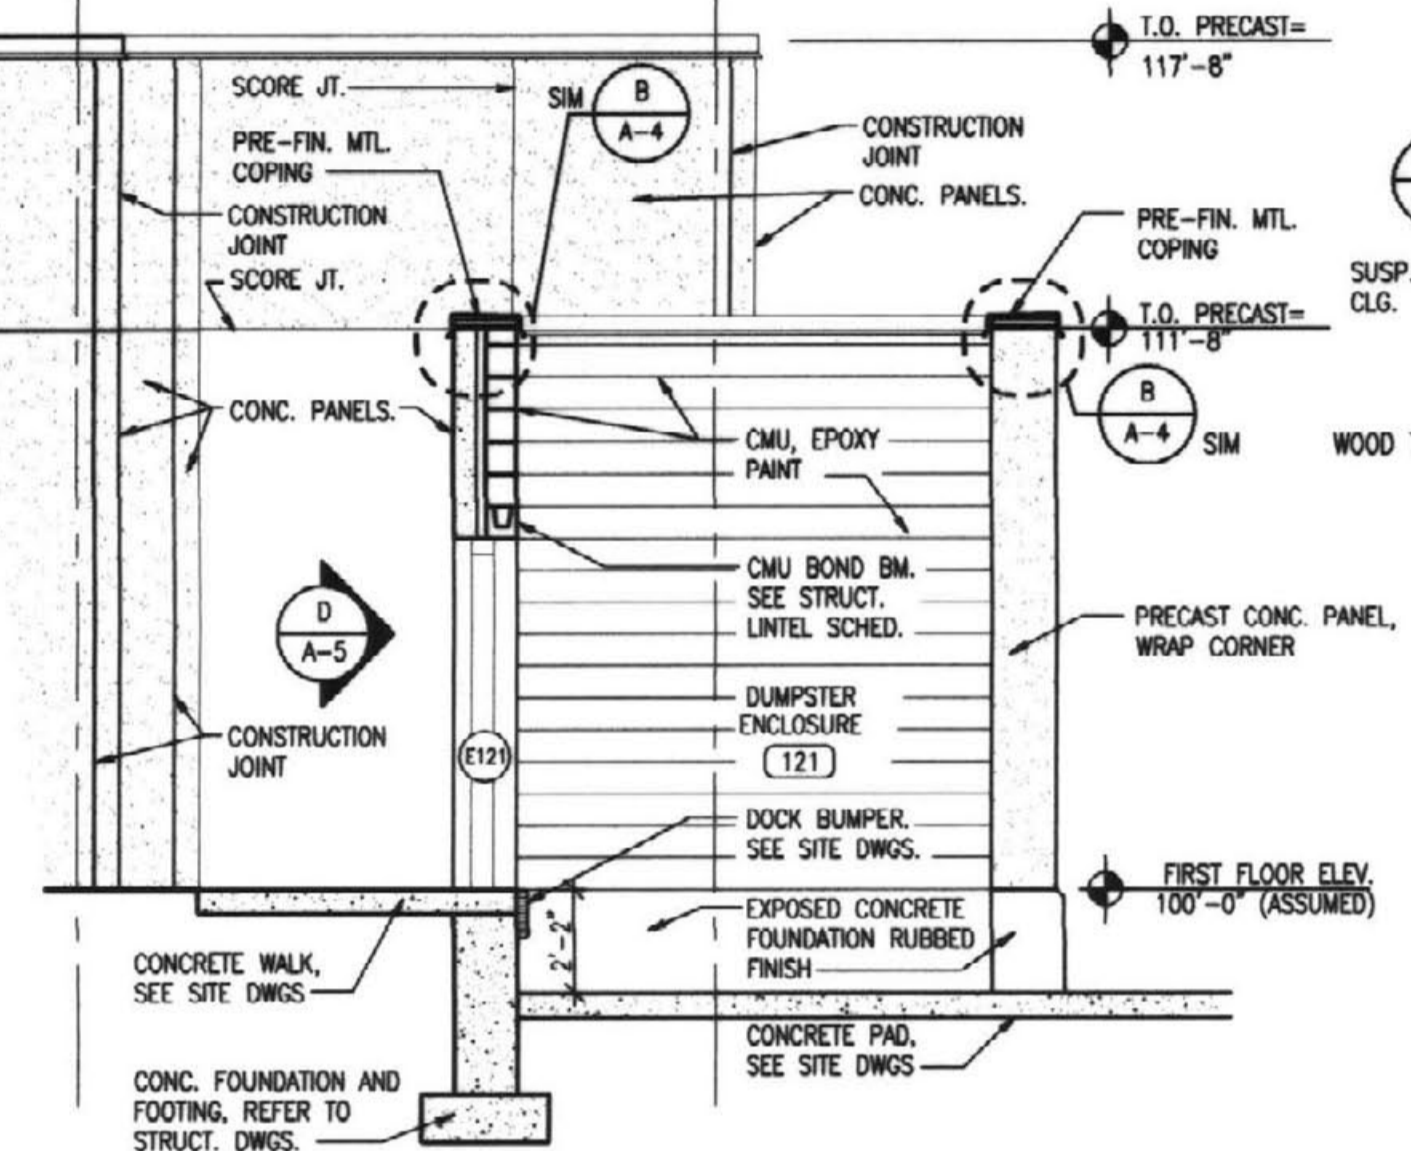 T.O. PRECAST=
117'-8"
SCORE JT.
SIM
B
A-4
PRE-FIN. MTL.
COPING
CONSTRUCTION
JOINT
CONC. PANELS.
CONSTRUCTION
JOINT
PRE-FIN. MTL.
COPING
SCORE JT.
SUSP.
CLG.
T.O. PRECAST=
111'-8"
CONC. PANELS.
B
A-4
SIM
WOOD
CMU, EPOXY
PAINT
CMU BOND BM.
SEE STRUCT.
LINTEL SCHED.
D
A-5
PRECAST CONC. PANEL,
WRAP CORNER
DUMPSTER
ENCLOSURE
121
CONSTRUCTION
JOINT
E121
DOCK BUMPER.
SEE SITE DWGS.
FIRST FLOOR ELEV.
100'-0" (ASSUMED)
2'-2"
EXPOSED CONCRETE
FOUNDATION RUBBED
FINISH
CONCRETE WALK,
SEE SITE DWGS
CONCRETE PAD,
SEE SITE DWGS
CONC. FOUNDATION AND
FOOTING, REFER TO
STRUCT. DWGS.